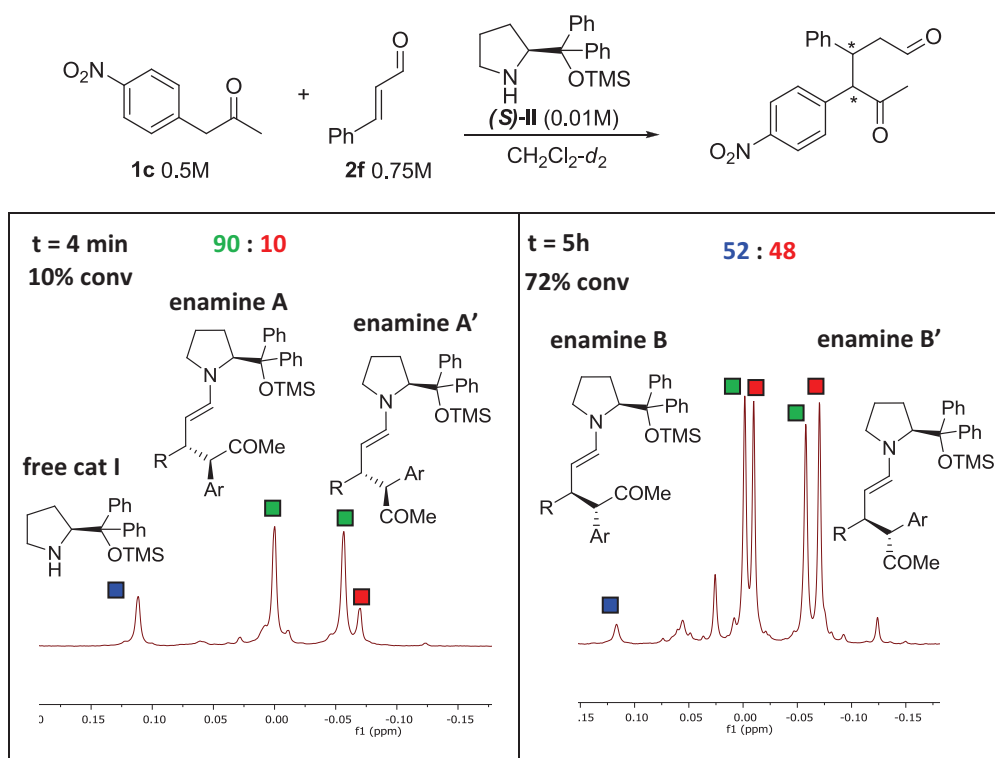 O₂N
O
1c 0.5M
+
O
Ph
2f 0.75M
Ph
Ph
N
H
OTMS
(S)-II (0.01M)
CH₂Cl₂-d₂
Ph
*
O
*
O
O₂N
t = 4 min
10% conv
90 : 10
enamine A
Ph
Ph
N
OTMS
R
COMe
Ar
enamine A’
Ph
Ph
N
OTMS
R
Ar
COMe
free cat I
Ph
Ph
N
H
OTMS
0.15 0.10 0.05 0.00 -0.05 -0.10 -0.15
f1 (ppm)
t = 5h
72% conv
52 : 48
enamine B
Ph
Ph
N
OTMS
R
COMe
Ar
enamine B’
Ph
Ph
N
OTMS
R
Ar
COMe
.15 0.10 0.05 0.00 -0.05 -0.10 -0.15
f1 (ppm)